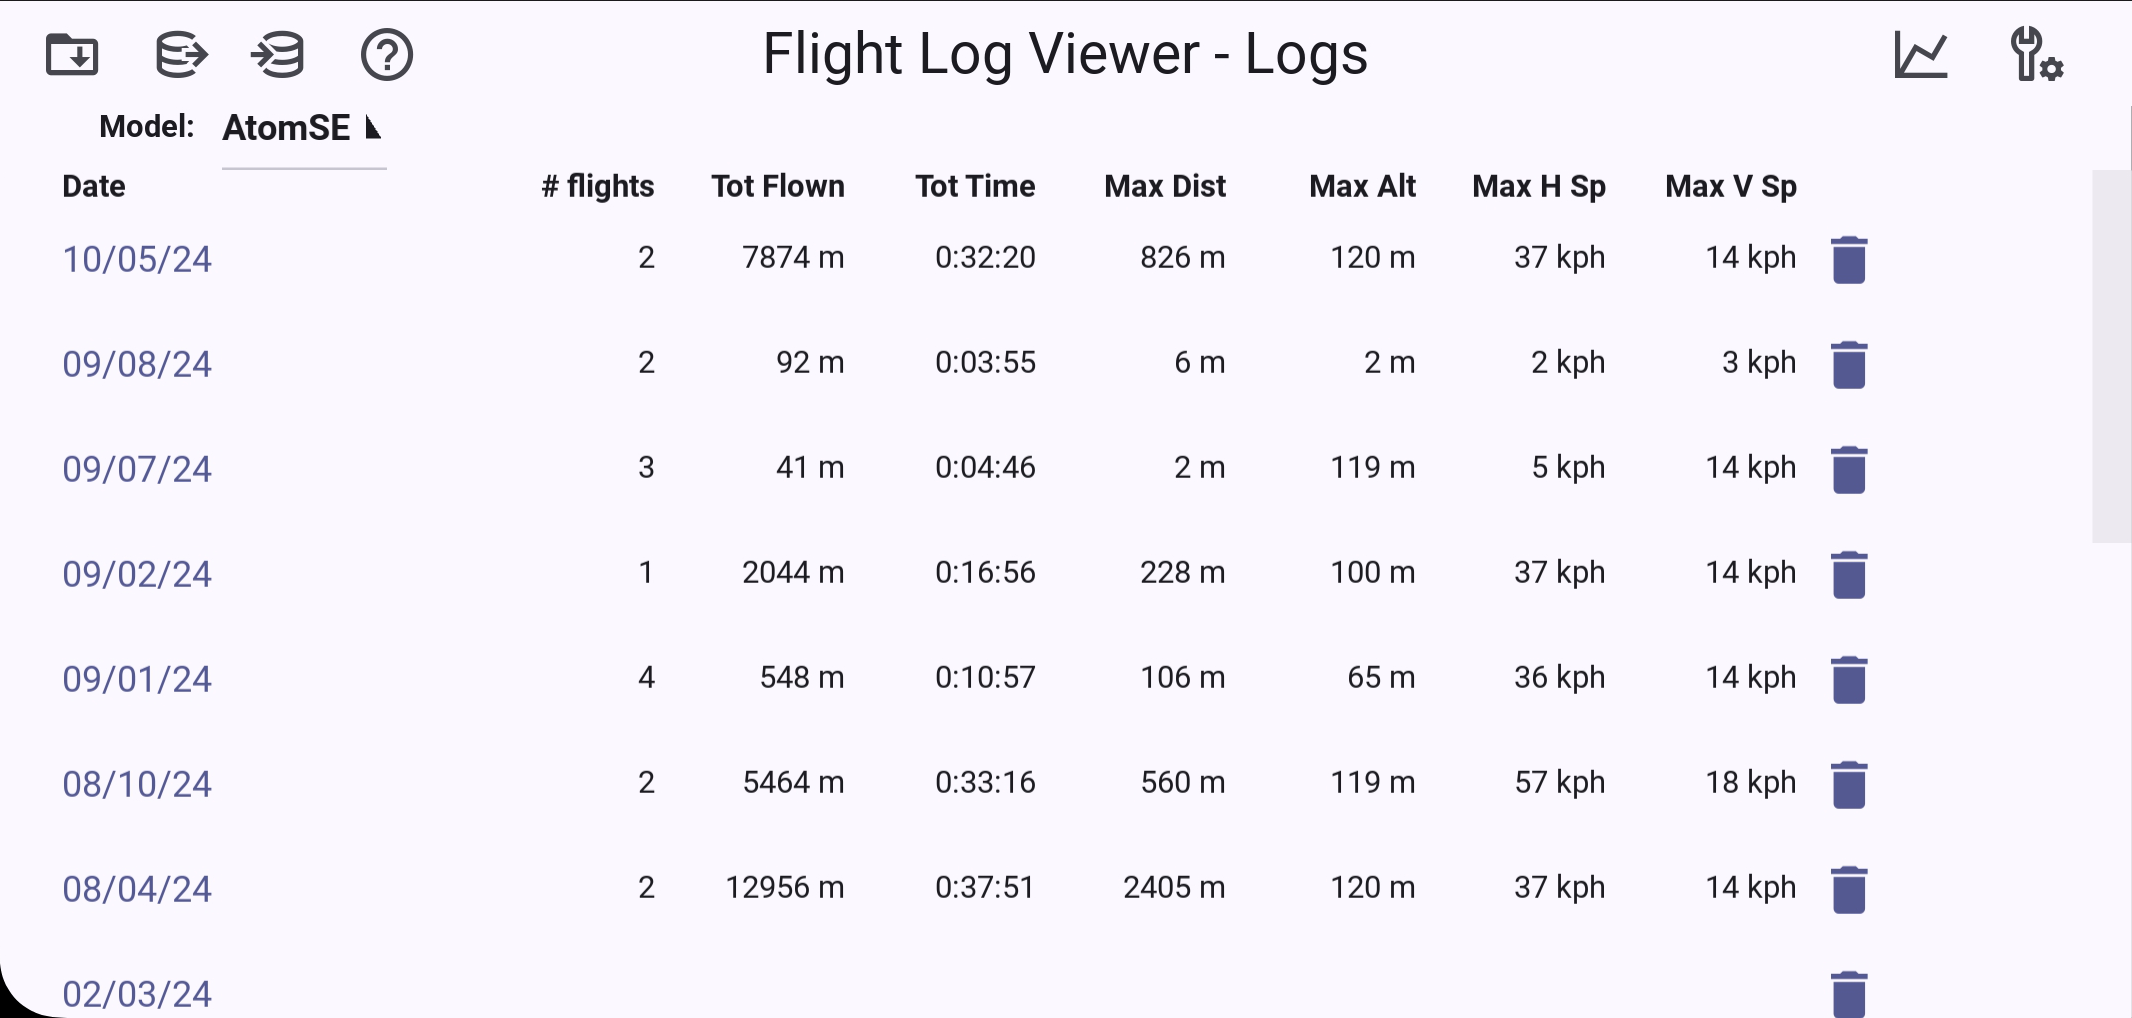 Flight Log Viewer - Logs
Model: AtomSE
Date # flights Tot Flown Tot Time Max Dist Max Alt Max H Sp Max V Sp
10/05/24 2 7874 m 0:32:20 826 m 120 m 37 kph 14 kph
09/08/24 2 92 m 0:03:55 6 m 2 m 2 kph 3 kph
09/07/24 3 41 m 0:04:46 2 m 119 m 5 kph 14 kph
09/02/24 1 2044 m 0:16:56 228 m 100 m 37 kph 14 kph
09/01/24 4 548 m 0:10:57 106 m 65 m 36 kph 14 kph
08/10/24 2 5464 m 0:33:16 560 m 119 m 57 kph 18 kph
08/04/24 2 12956 m 0:37:51 2405 m 120 m 37 kph 14 kph
02/03/24